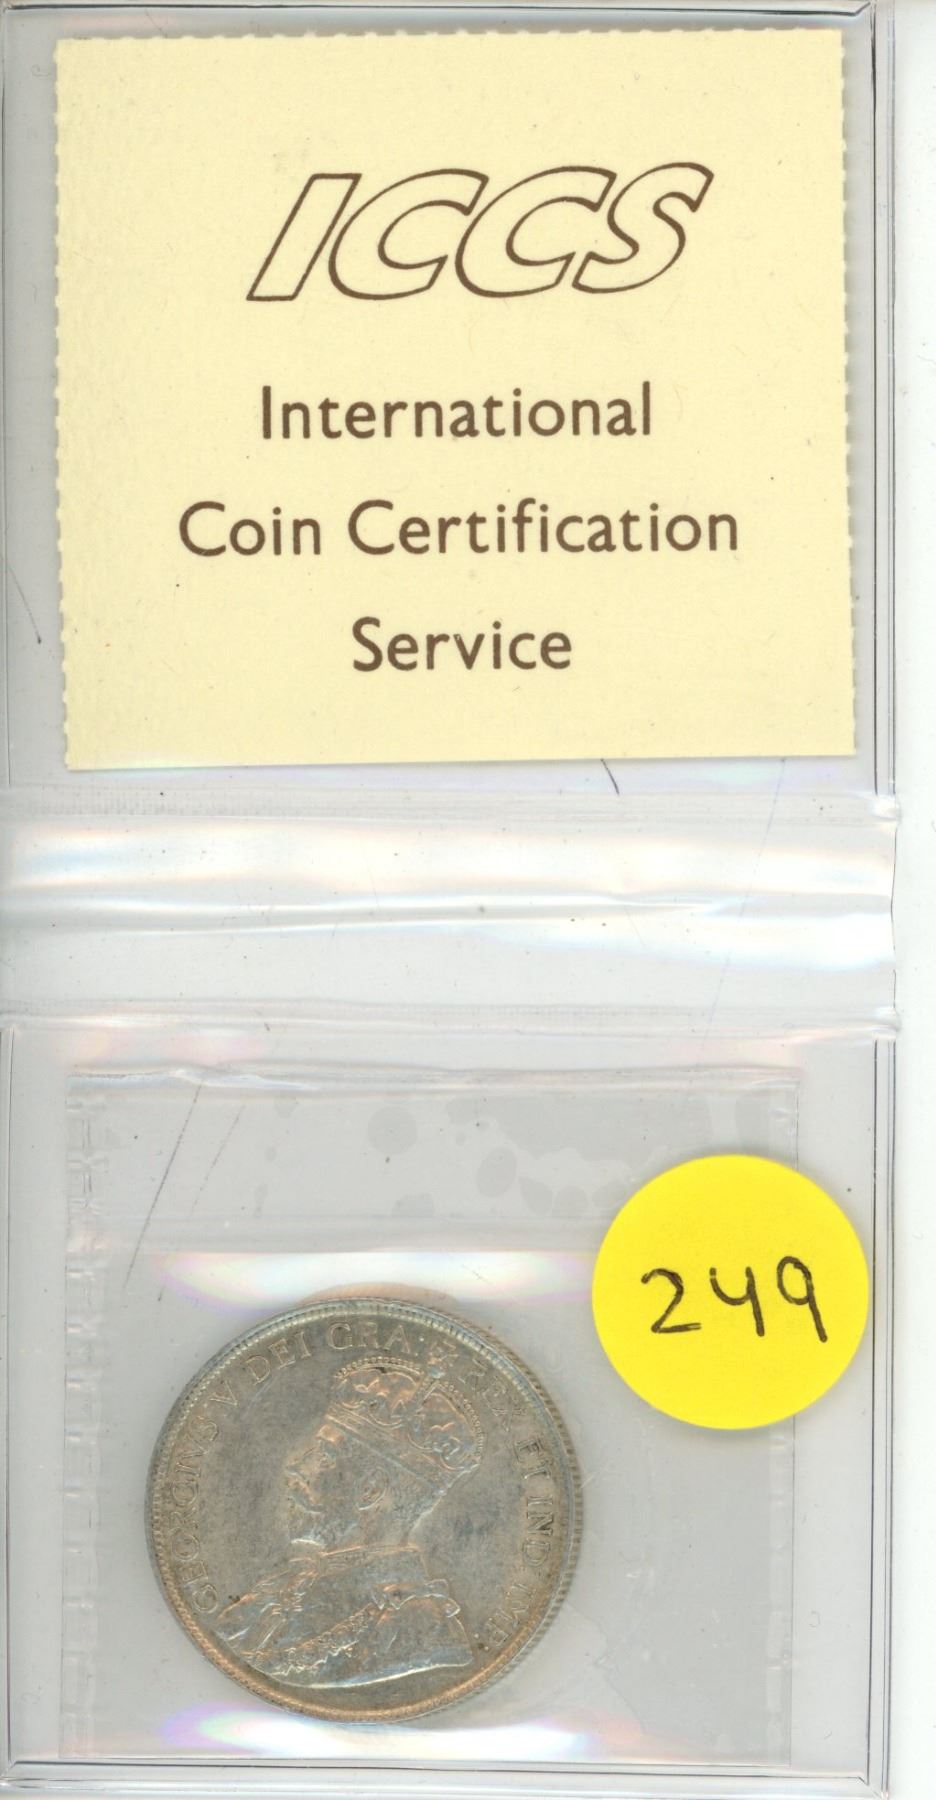 ICCS
International
Coin Certification
Service
249
GEORGIVS V DEI GRA: REX ET IND: IMP: